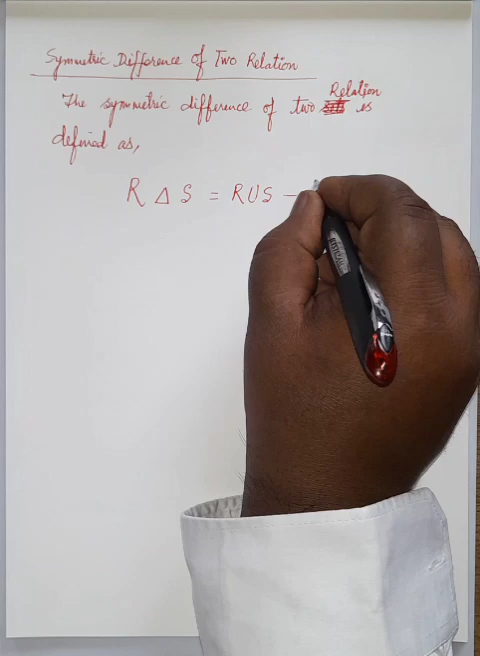 Symmetric Difference of Two Relation
The symmetric difference of two Relation is
defined as,
R Δ S = R U S –